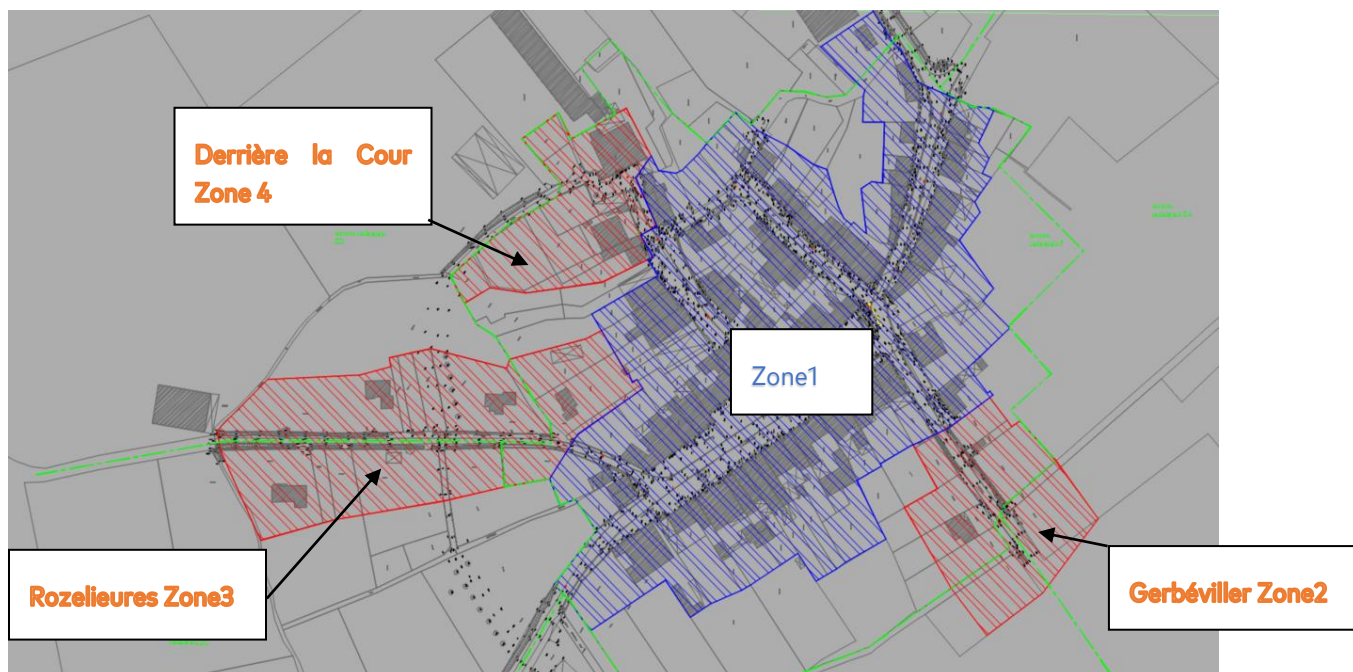 Derrière la Cour
Zone 4
Zone1
Rozelieures Zone3
Gerbéviller Zone2